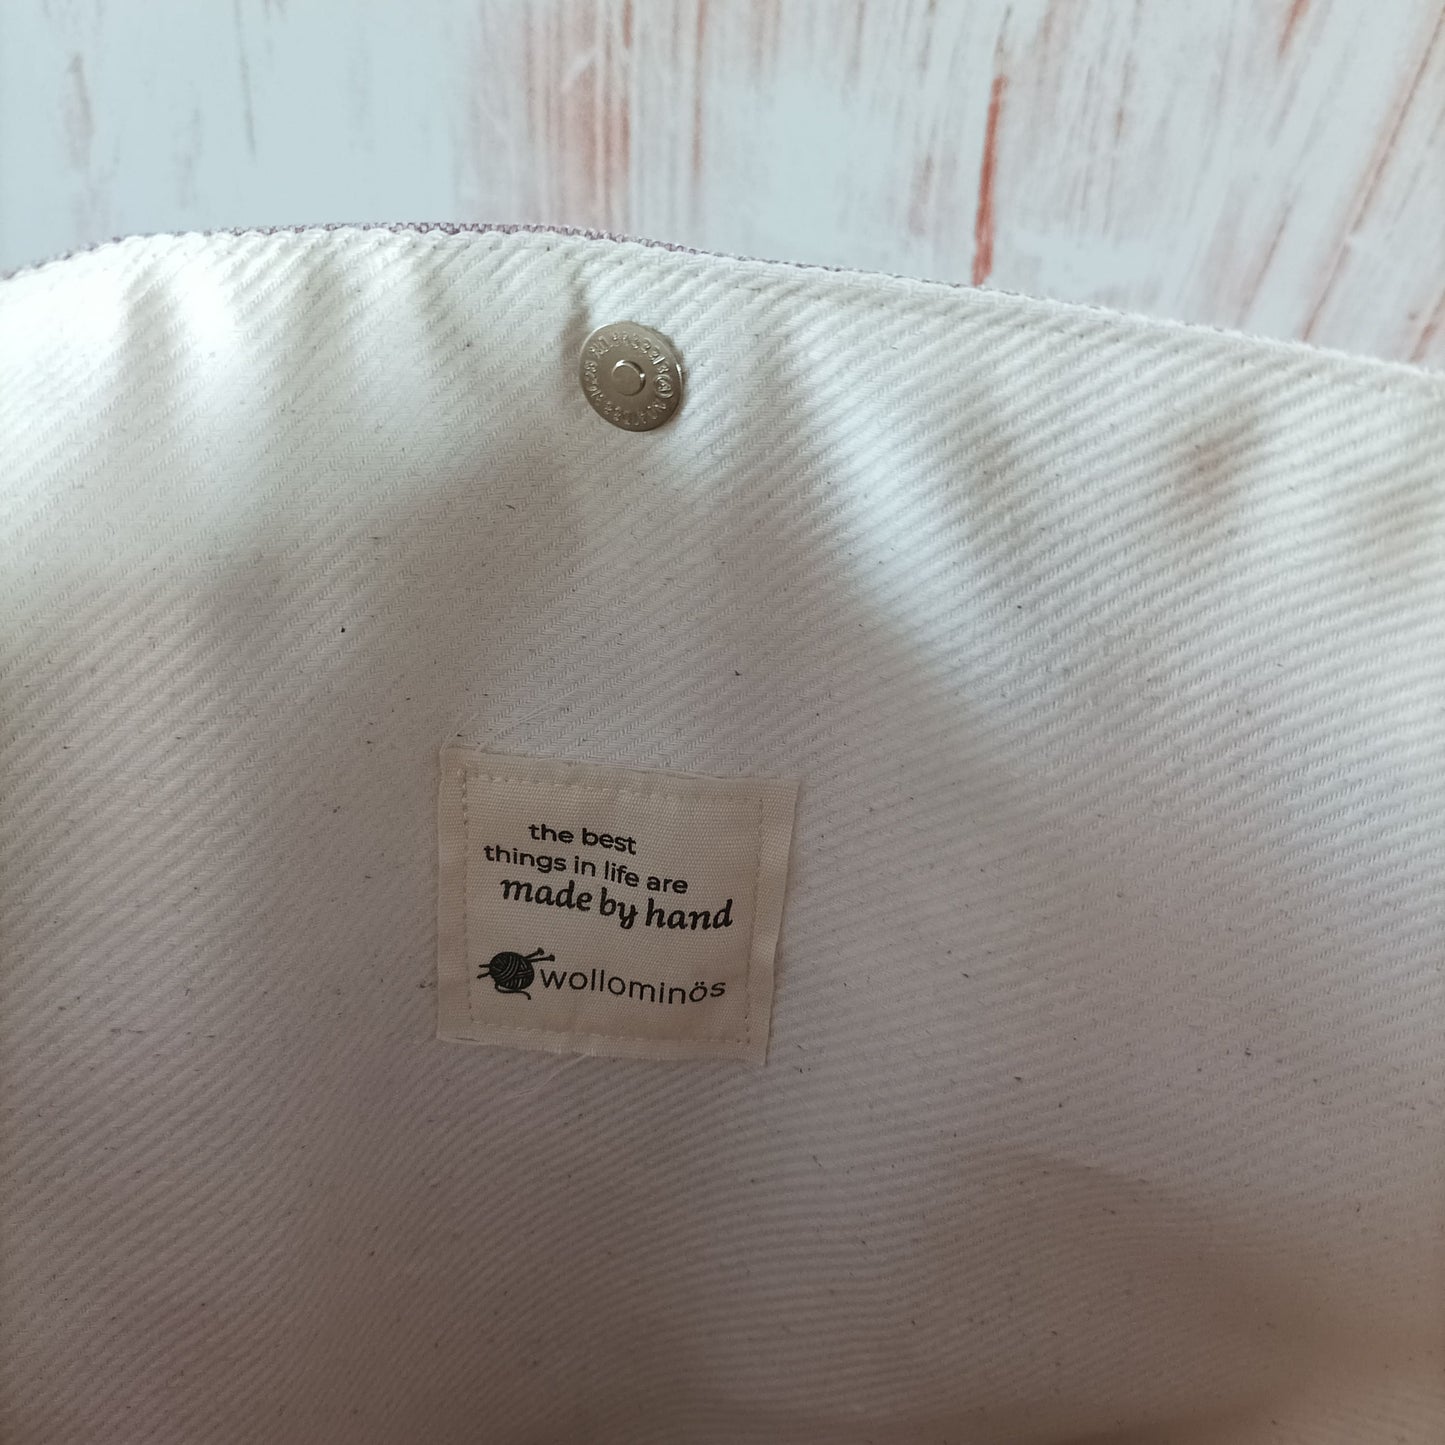 the best
things in life are
made by hand
wollominös